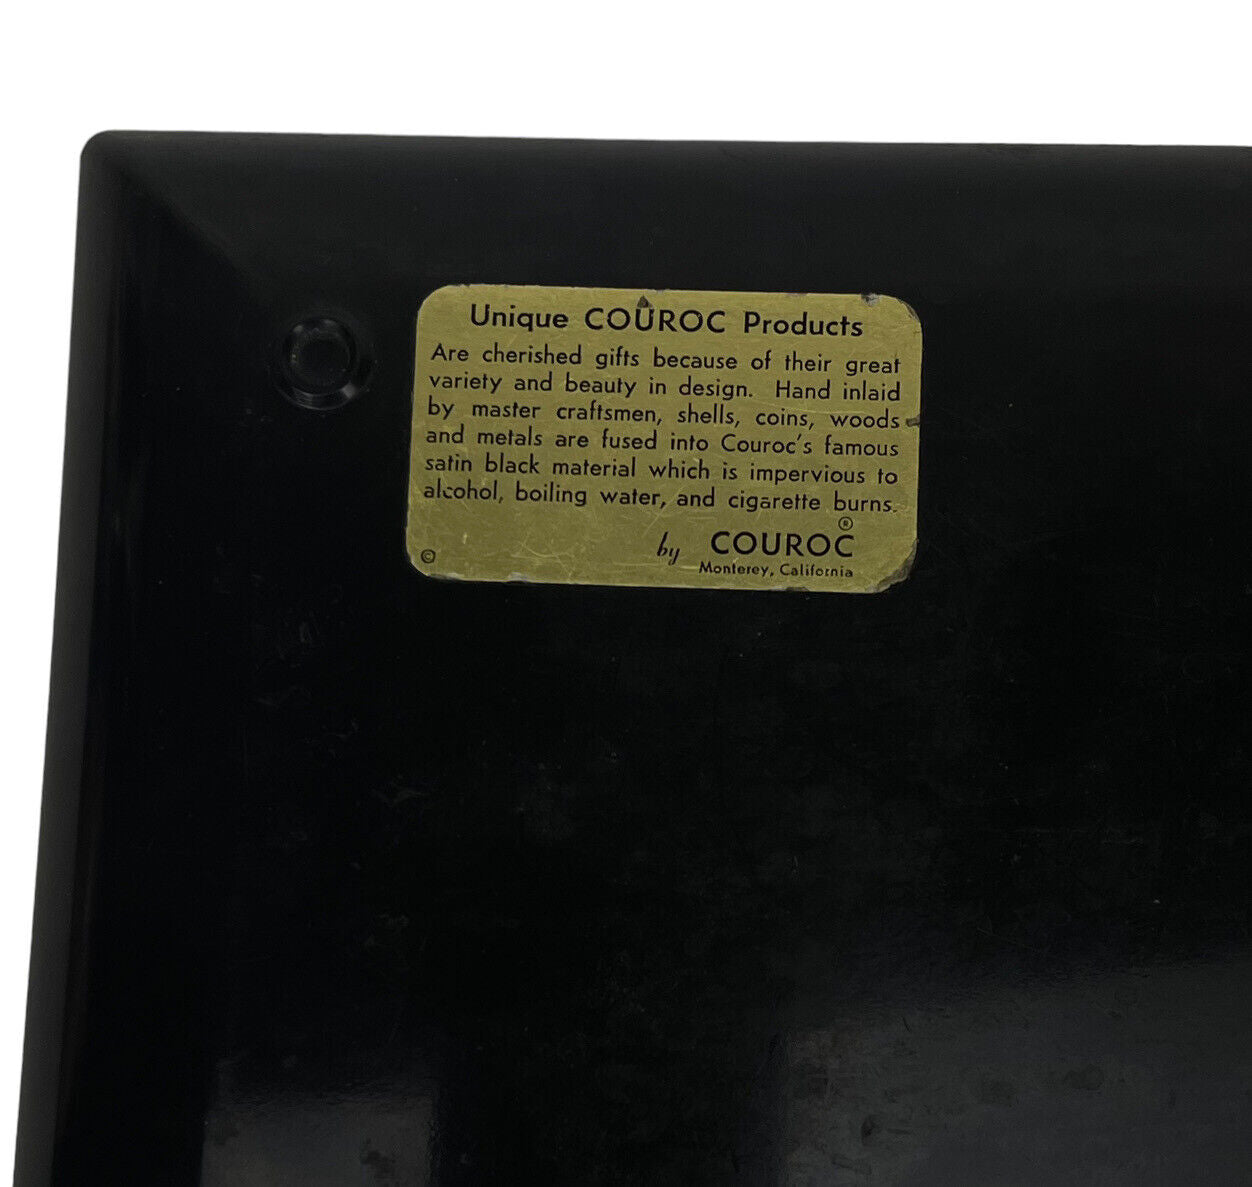 Unique COUROC Products
Are cherished gifts because of their great
variety and beauty in design. Hand inlaid
by master craftsmen, shells, coins, woods
and metals are fused into Couroc's famous
satin black material which is impervious to
alcohol, boiling water, and cigarette burns.
®
by COUROC
© Monterey, California